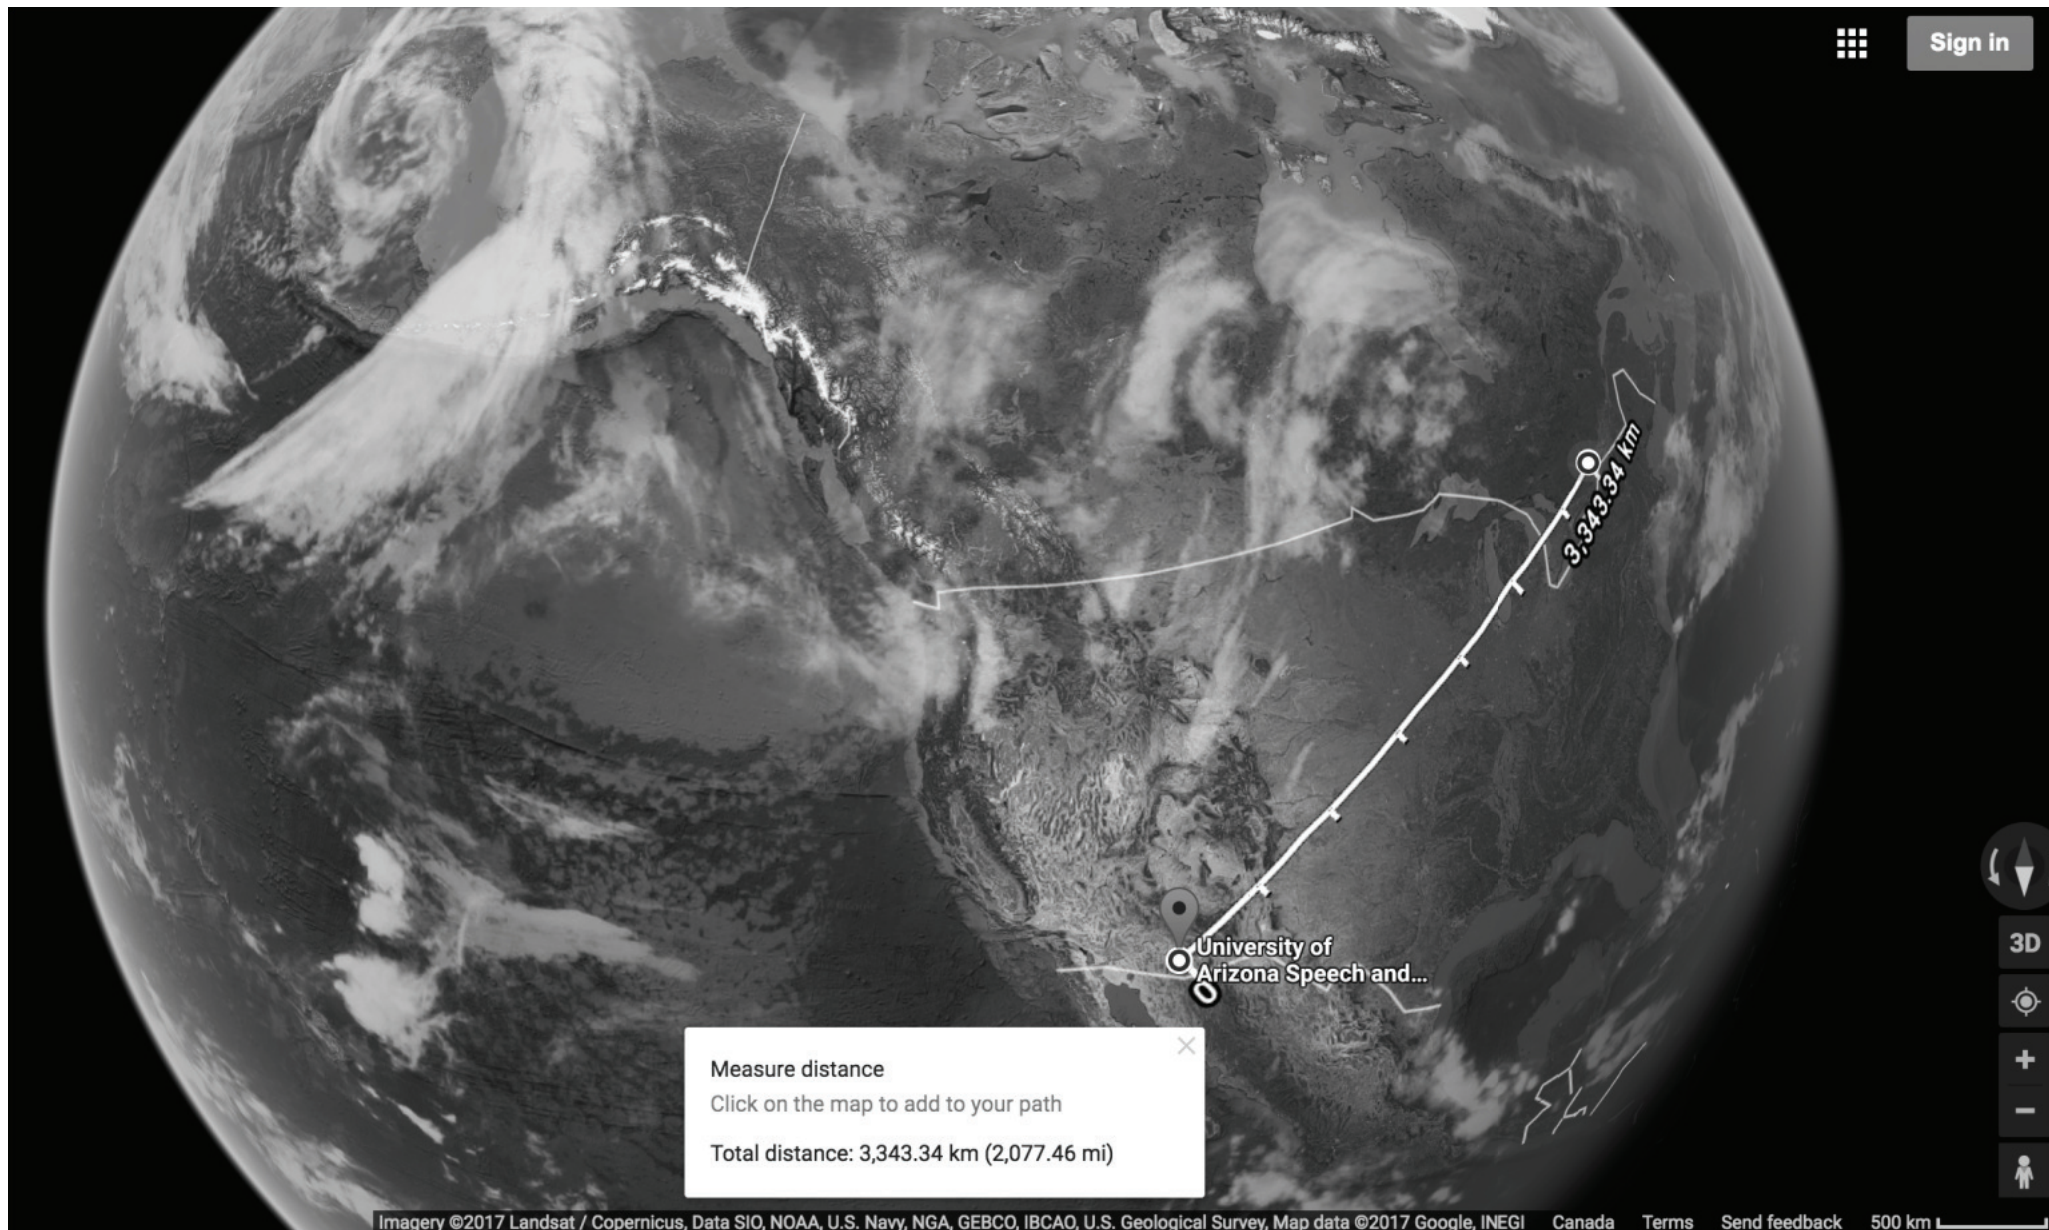 Sign in
3,343.34 km
University of
Arizona Speech and...
0
Measure distance
Click on the map to add to your path
Total distance: 3,343.34 km (2,077.46 mi)
3D
Imagery ©2017 Landsat / Copernicus, Data SIO, NOAA, U.S. Navy, NGA, GEBCO, IBCAO, U.S. Geological Survey, Map data ©2017 Google, INEGI Canada Terms Send feedback 500 km